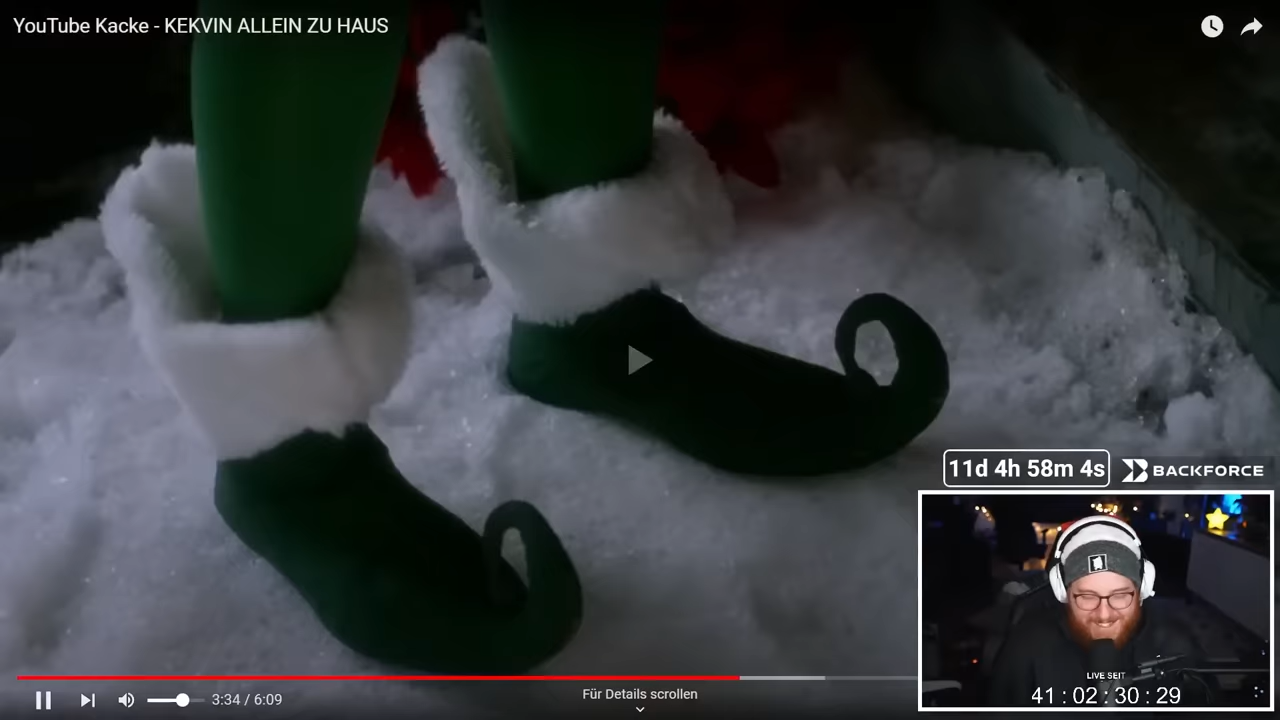 YouTube Kacke - KEKVIN ALLEIN ZU HAUS
11d 4h 58m 4s
BACKFORCE
LIVE SEIT
41 : 02 : 30 : 29
3:34 / 6:09
Für Details scrollen